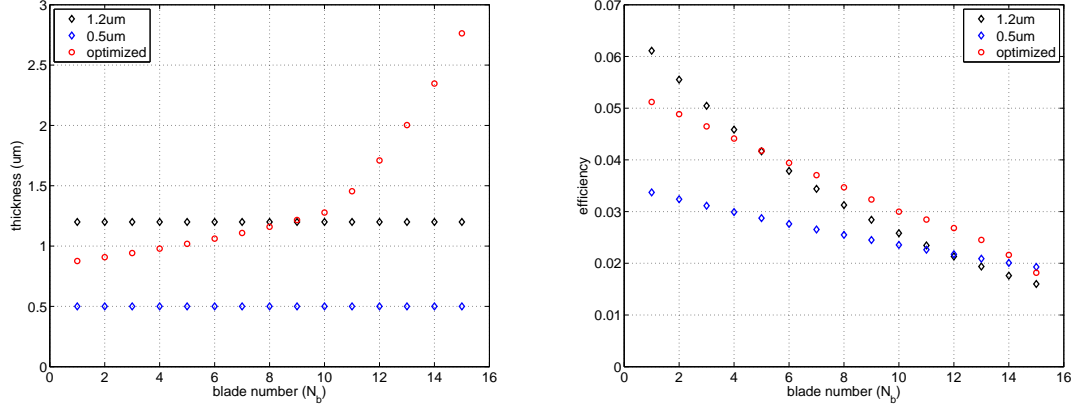 3
2.5
2
1.5
1
0.5
0
thickness (um)
1.2um
0.5um
optimized
0 2 4 6 8 10 12 14 16
blade number (N_b)
0.07
0.06
0.05
0.04
0.03
0.02
0.01
0
efficiency
1.2um
0.5um
optimized
0 2 4 6 8 10 12 14 16
blade number (N_b)